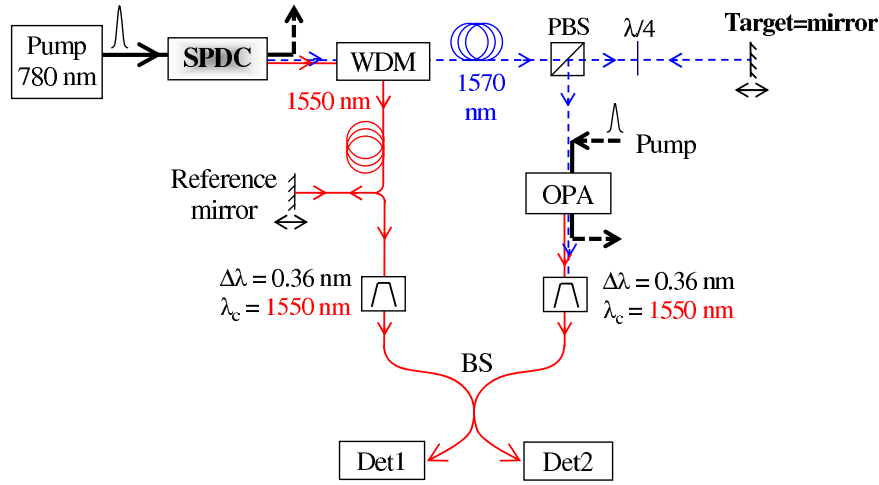 Pump
780 nm
SPDC
WDM
1550 nm
1570
nm
PBS
λ/4
Target=mirror
Pump
OPA
Reference
mirror
Δλ = 0.36 nm
λc = 1550 nm
Δλ = 0.36 nm
λc = 1550 nm
BS
Det1
Det2